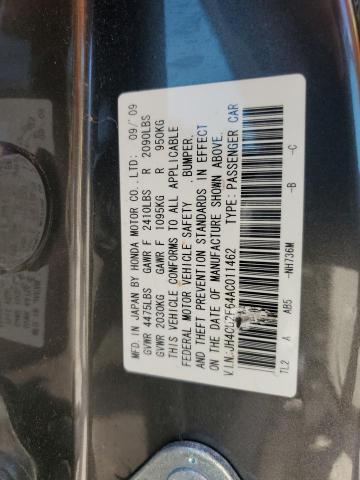 MFD. IN JAPAN BY HONDA MOTOR CO.,LTD: 09/'09
GVWR 4475LBS GAWR F 2410LBS R 2090LBS
GVWR 2030KG GAWR F 1095KG R 950KG
THIS VEHICLE CONFORMS TO ALL APPLICABLE
FEDERAL MOTOR VEHICLE SAFETY .BUMPER.
AND THEFT PREVENTION STANDARDS IN EFFECT
ON THE DATE OF MANUFACTURE SHOWN ABOVE.
V.I.N.:JH4CU2F64AC011462 TYPE: PASSENGER CAR
TL2 A AB5 -NH736M -B -C